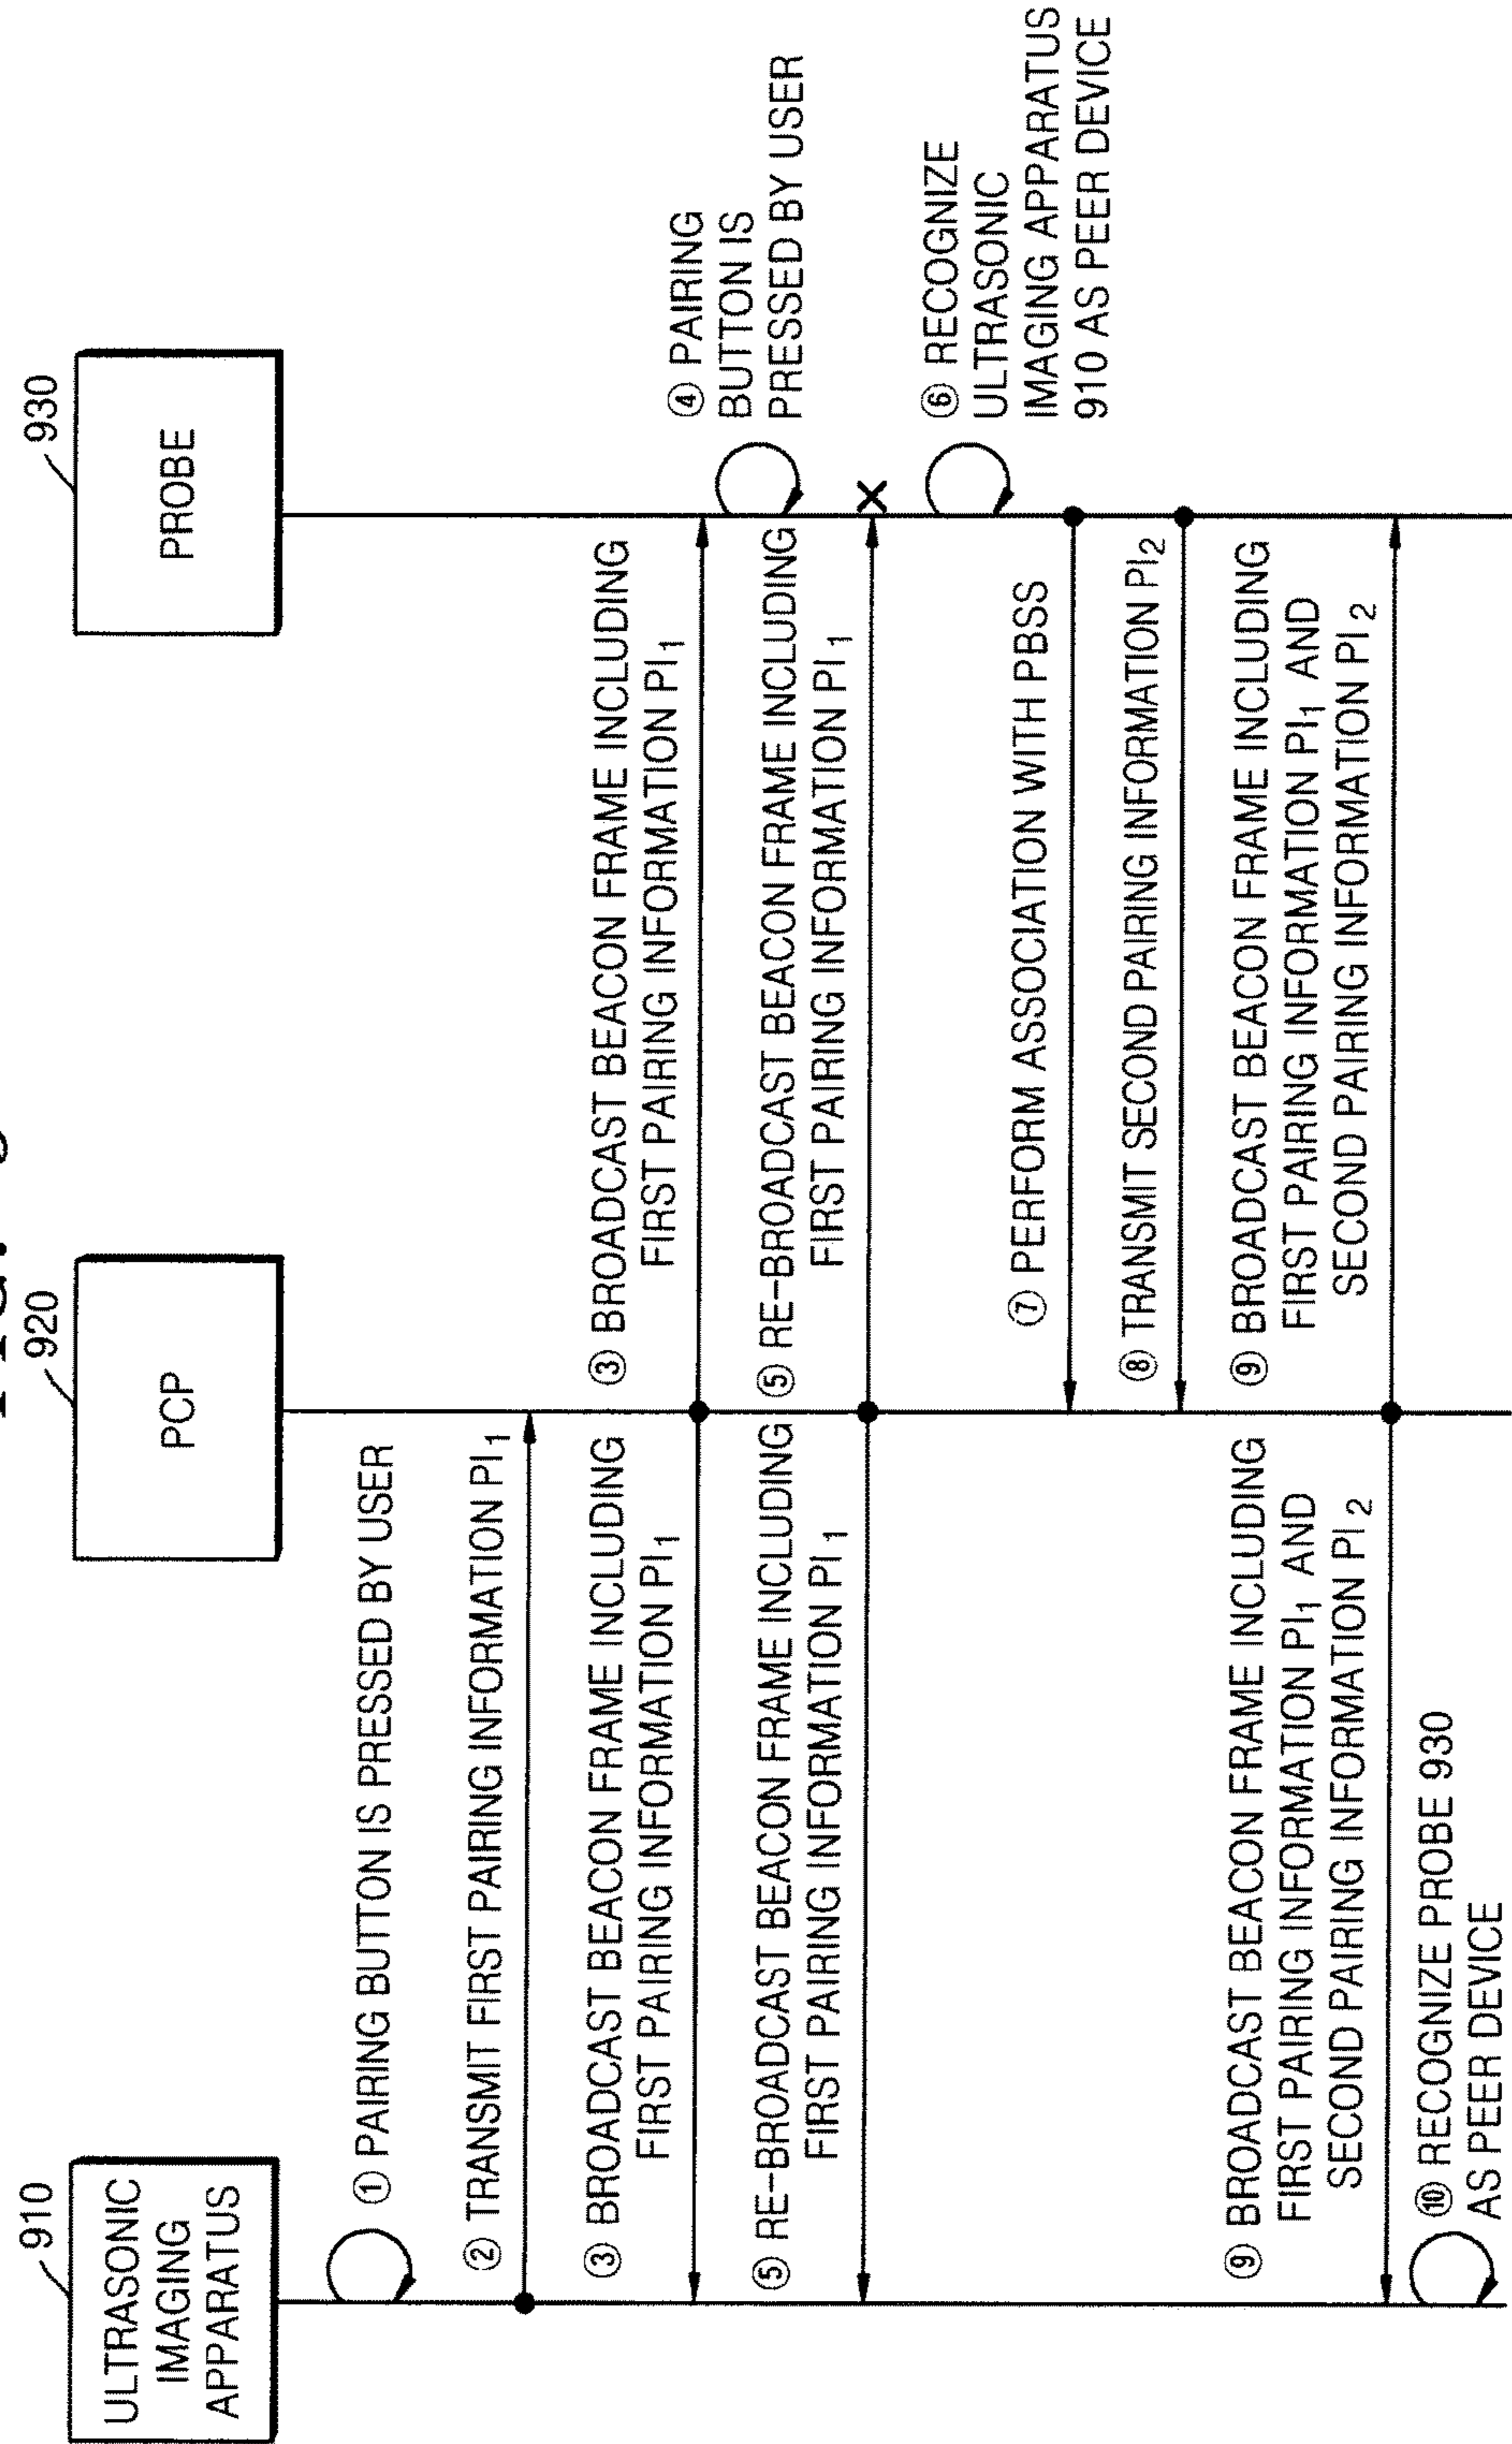 910
ULTRASONIC
IMAGING
APPARATUS
920
PCP
930
PROBE
① PAIRING BUTTON IS PRESSED BY USER
② TRANSMIT FIRST PAIRING INFORMATION PI1
③ BROADCAST BEACON FRAME INCLUDING
FIRST PAIRING INFORMATION PI1
③ BROADCAST BEACON FRAME INCLUDING
FIRST PAIRING INFORMATION PI1
④ PAIRING
BUTTON IS
PRESSED BY USER
⑤ RE-BROADCAST BEACON FRAME INCLUDING
FIRST PAIRING INFORMATION PI1
⑤ RE-BROADCAST BEACON FRAME INCLUDING
FIRST PAIRING INFORMATION PI1
⑥ RECOGNIZE
ULTRASONIC
IMAGING APPARATUS
910 AS PEER DEVICE
⑦ PERFORM ASSOCIATION WITH PBSS
⑧ TRANSMIT SECOND PAIRING INFORMATION PI2
⑨ BROADCAST BEACON FRAME INCLUDING
FIRST PAIRING INFORMATION PI1 AND
SECOND PAIRING INFORMATION PI2
⑨ BROADCAST BEACON FRAME INCLUDING
FIRST PAIRING INFORMATION PI1 AND
SECOND PAIRING INFORMATION PI2
⑩ RECOGNIZE PROBE 930
AS PEER DEVICE